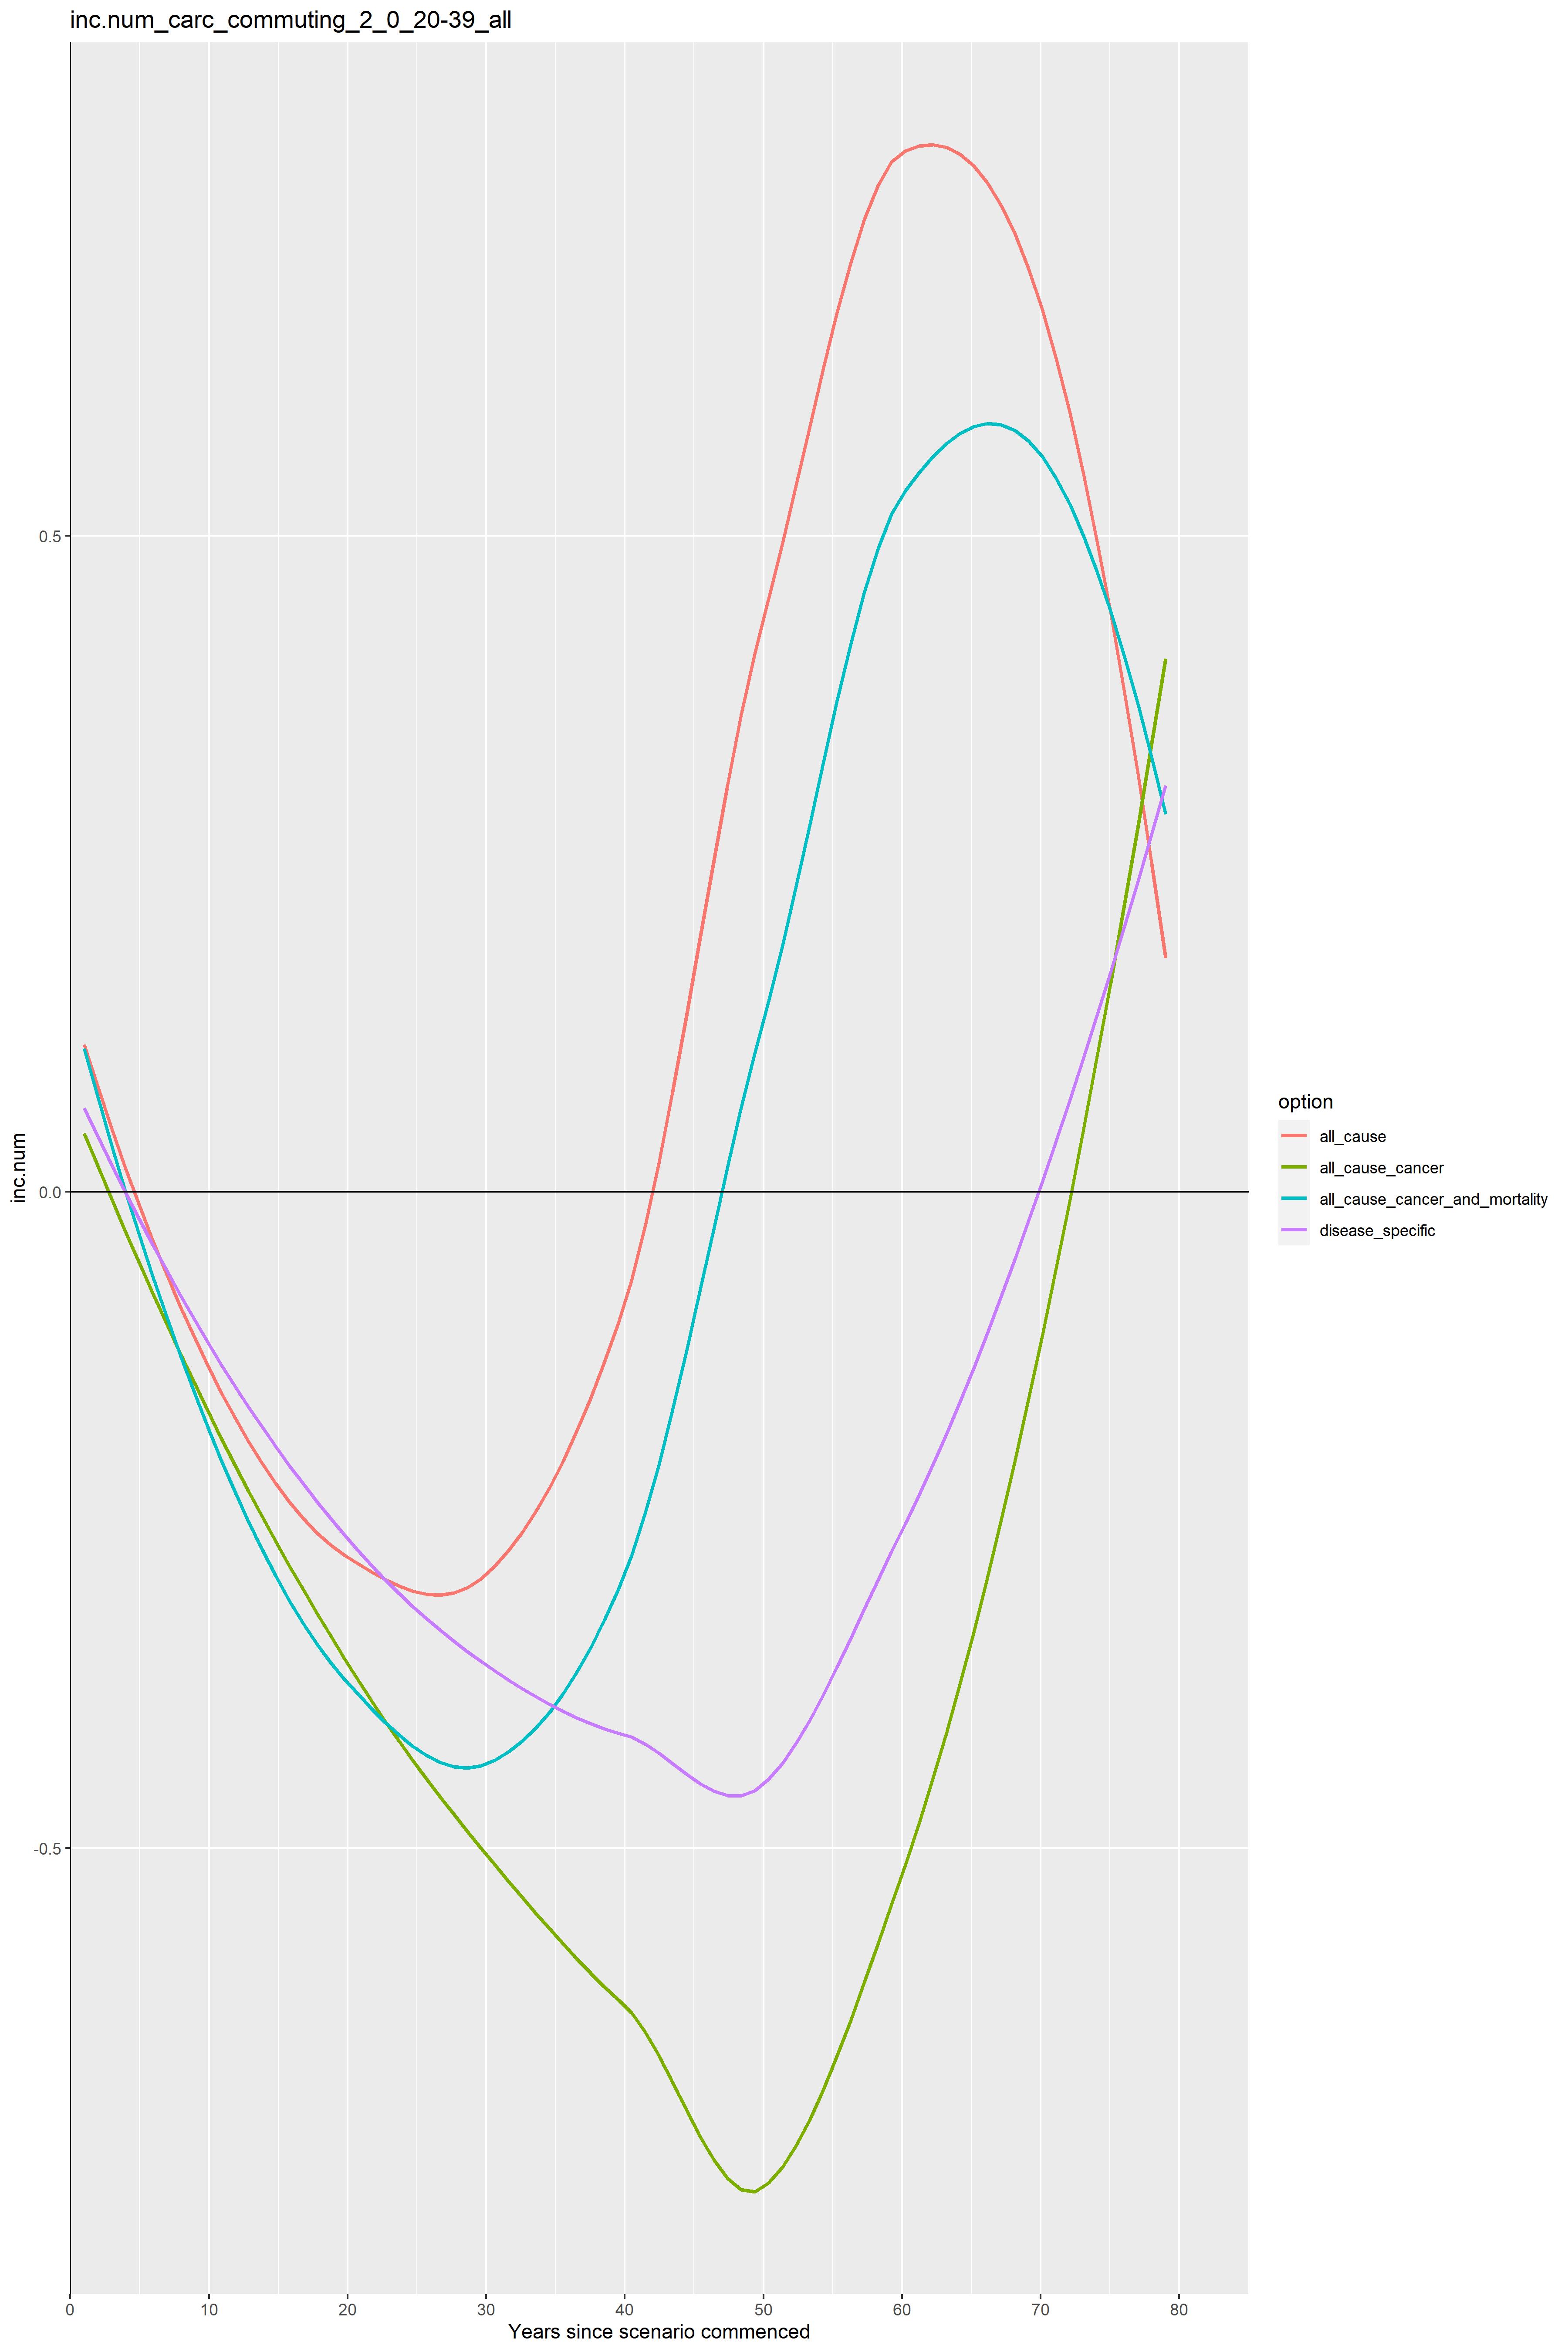 inc.num_carc_commuting_2_0_20-39_all
inc.num
0.5
0.0
-0.5
0 10 20 30 40 50 60 70 80
Years since scenario commenced
option
all_cause
all_cause_cancer
all_cause_cancer_and_mortality
disease_specific